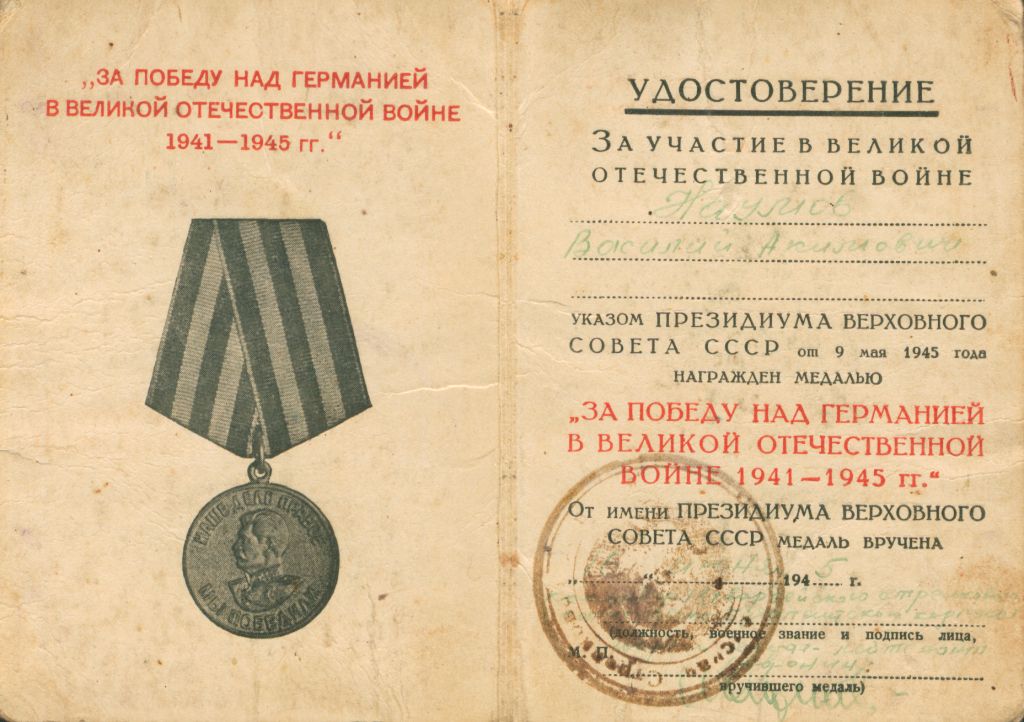 „ЗА ПОБЕДУ НАД ГЕРМАНИЕЙ
В ВЕЛИКОЙ ОТЕЧЕСТВЕННОЙ ВОЙНЕ
1941—1945 гг.“
НАШЕ ДЕЛО ПРАВОЕ
МЫ ПОБЕДИЛИ
УДОСТОВЕРЕНИЕ
ЗА УЧАСТИЕ В ВЕЛИКОЙ
ОТЕЧЕСТВЕННОЙ ВОЙНЕ
Наумов
Василий Акимович
УКАЗОМ ПРЕЗИДИУМА ВЕРХОВНОГО
СОВЕТА СССР от 9 мая 1945 года
НАГРАЖДЕН МЕДАЛЬЮ
„ЗА ПОБЕДУ НАД ГЕРМАНИЕЙ
В ВЕЛИКОЙ ОТЕЧЕСТВЕННОЙ
ВОЙНЕ 1941—1945 гг.“
ОТ ИМЕНИ ПРЕЗИДИУМА ВЕРХОВНОГО
СОВЕТА СССР МЕДАЛЬ ВРУЧЕНА
„ “ 1945 г.
(должность, военное звание и подпись лица,
М. П.
вручившего медаль)